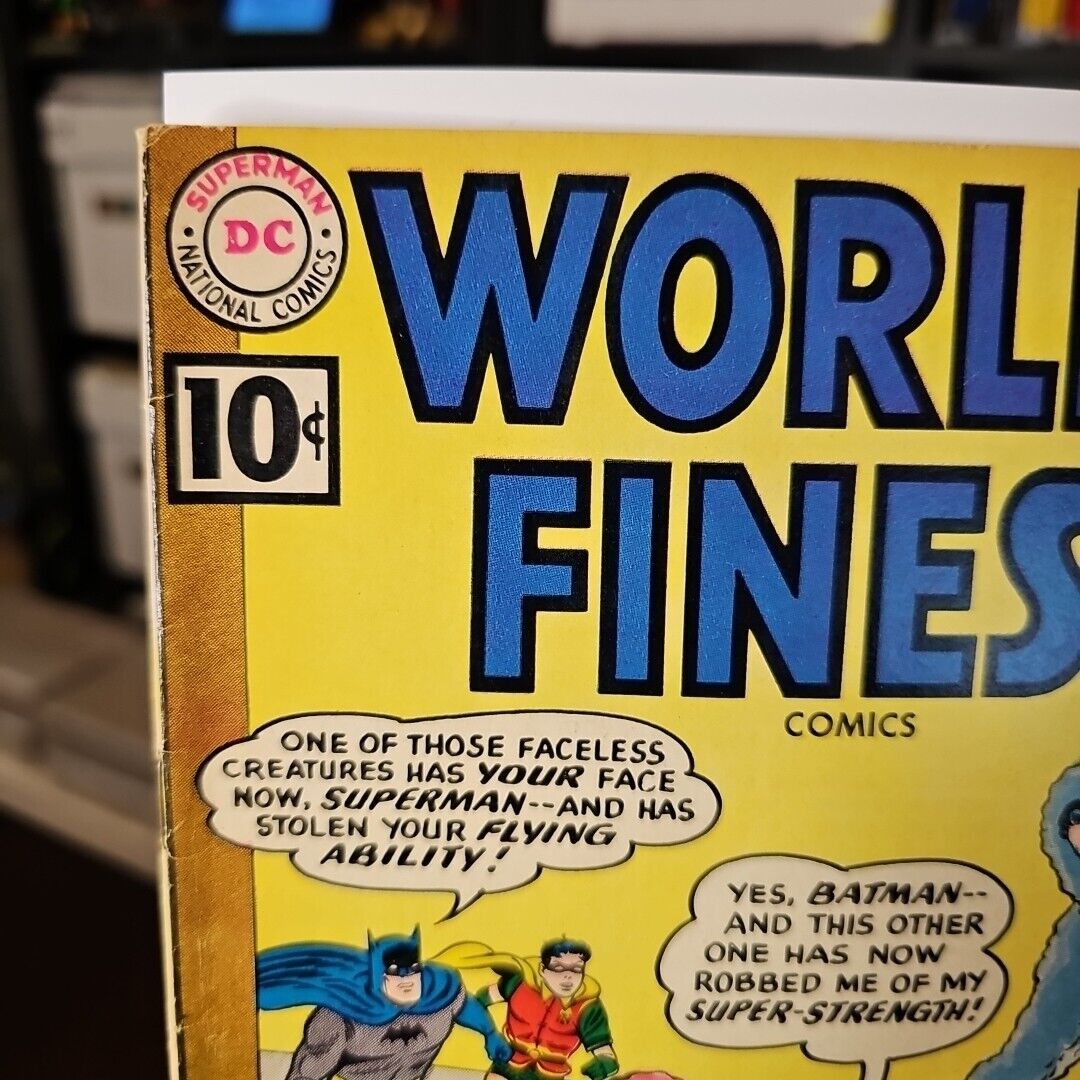 SUPERMAN
DC
NATIONAL COMICS
10¢
WORL
FINES
COMICS
ONE OF THOSE FACELESS
CREATURES HAS YOUR FACE
NOW, SUPERMAN--AND HAS
STOLEN YOUR FLYING
ABILITY!
YES, BATMAN--
AND THIS OTHER
ONE HAS NOW
ROBBED ME OF MY
SUPER-STRENGTH!